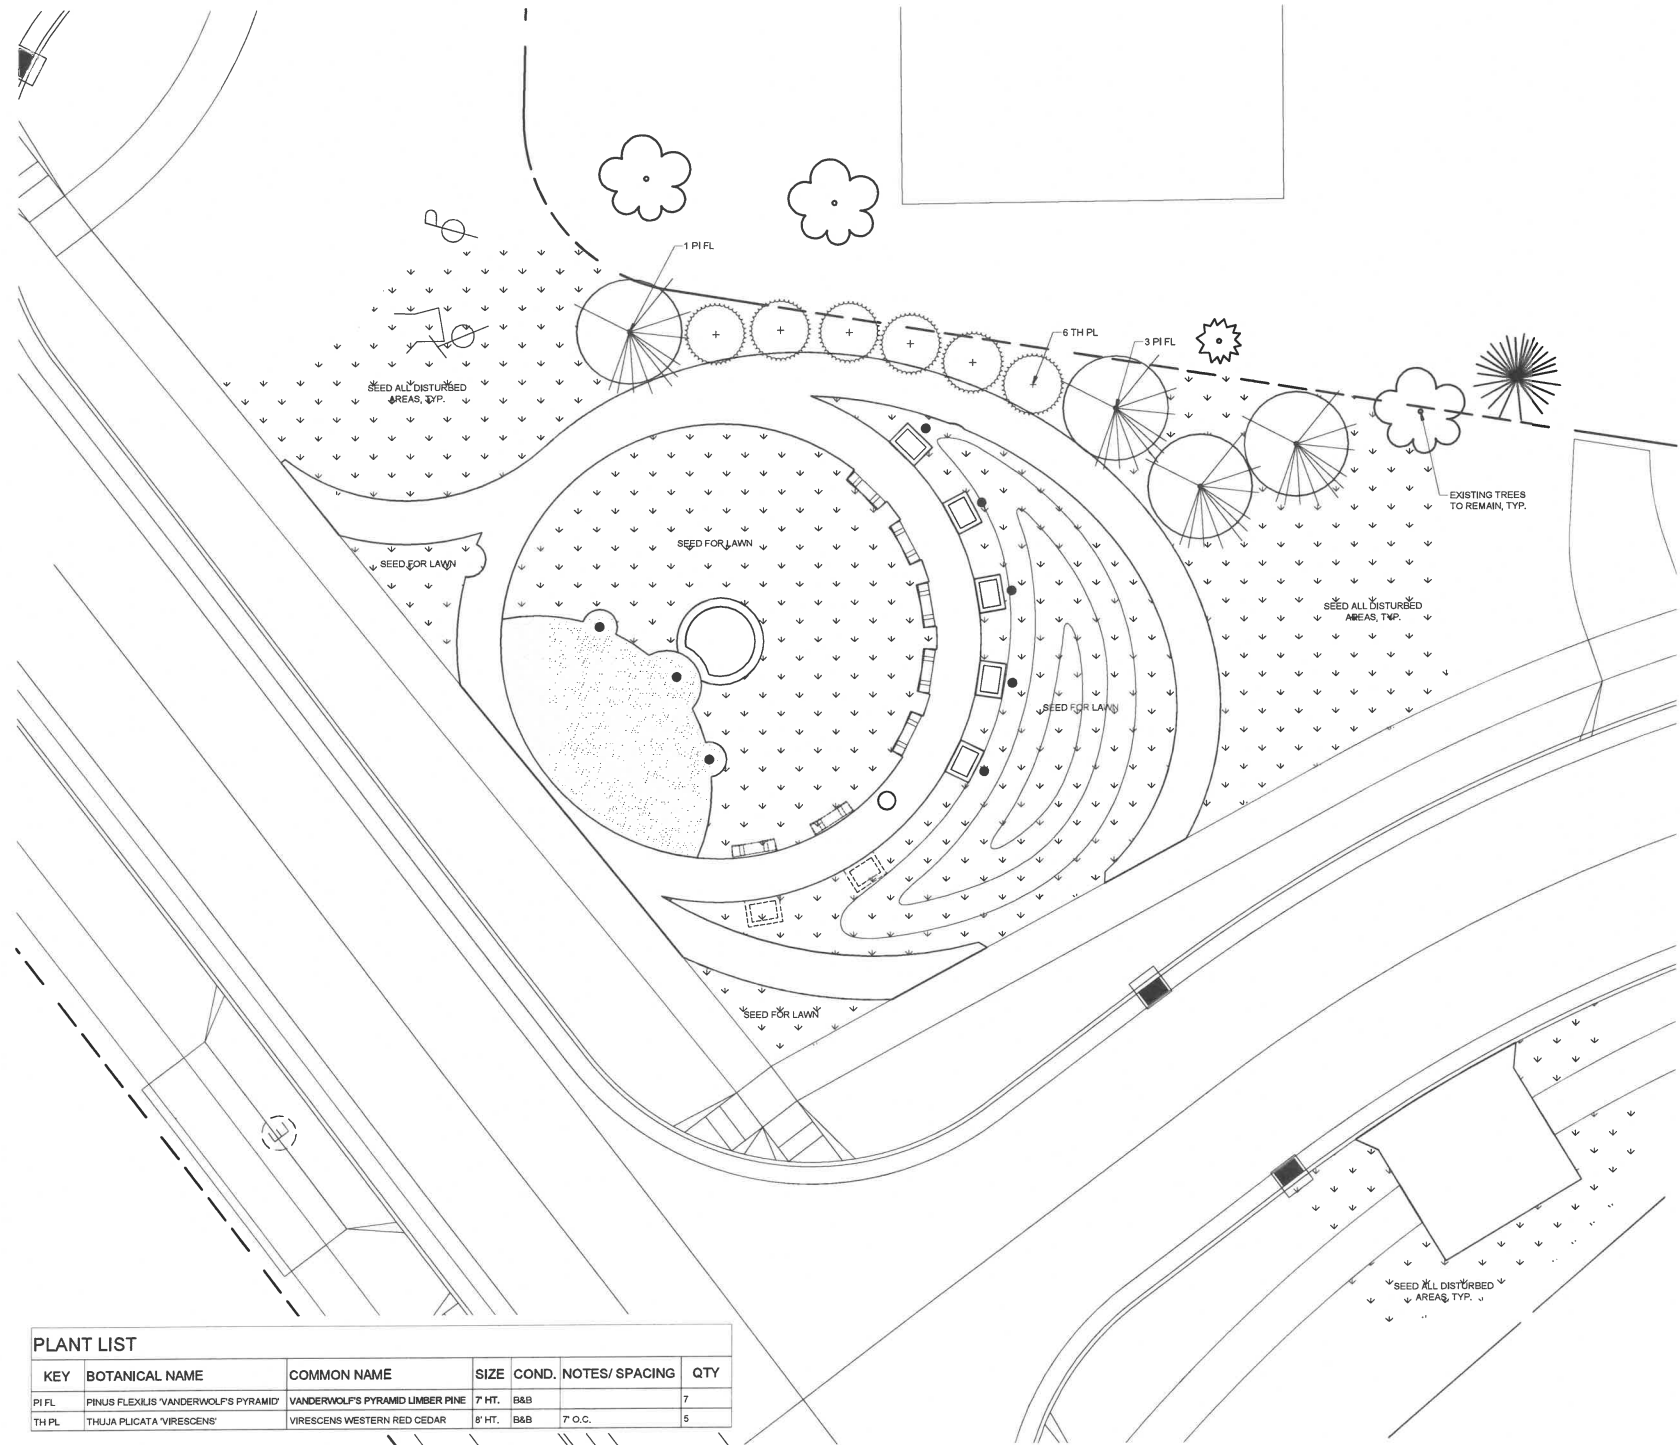 1 PI FL
6 TH PL
3 PI FL
SEED ALL DISTURBED
AREAS, TYP.
EXISTING TREES
TO REMAIN, TYP.
SEED FOR LAWN
SEED FOR LAWN
SEED ALL DISTURBED
AREAS, TYP.
SEED FOR LAWN
SEED FOR LAWN
E
SEED ALL DISTURBED
AREAS, TYP.
PLANT LIST
KEY BOTANICAL NAME COMMON NAME SIZE COND. NOTES/ SPACING QTY
PI FL PINUS FLEXILIS 'VANDERWOLF'S PYRAMID' VANDERWOLF'S PYRAMID LIMBER PINE 7' HT. B&B 7
TH PL THUJA PLICATA 'VIRESCENS' VIRESCENS WESTERN RED CEDAR 8' HT. B&B 7' O.C. 5